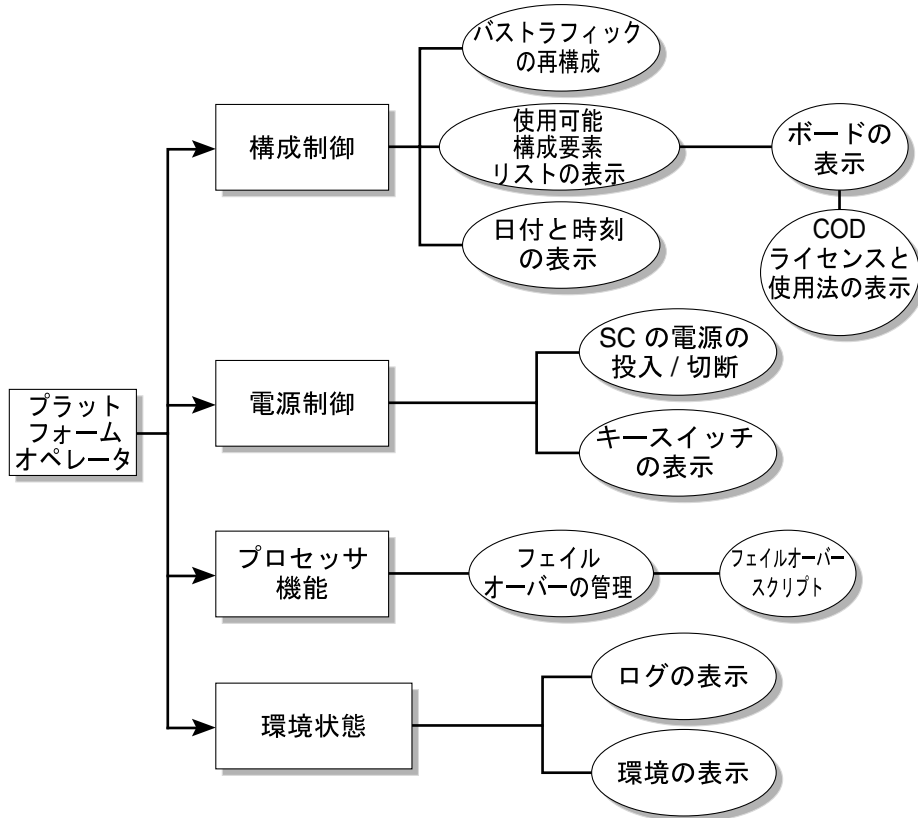 プラット
フォーム
オペレータ
構成制御
バストラフィック
の再構成
使用可能
構成要素
リストの表示
ボードの
表示
COD
ライセンスと
使用法の表示
日付と時刻
の表示
電源制御
SC の電源の
投入 / 切断
キースイッチ
の表示
プロセッサ
機能
フェイル
オーバーの管理
フェイルオーバー
スクリプト
環境状態
ログの表示
環境の表示